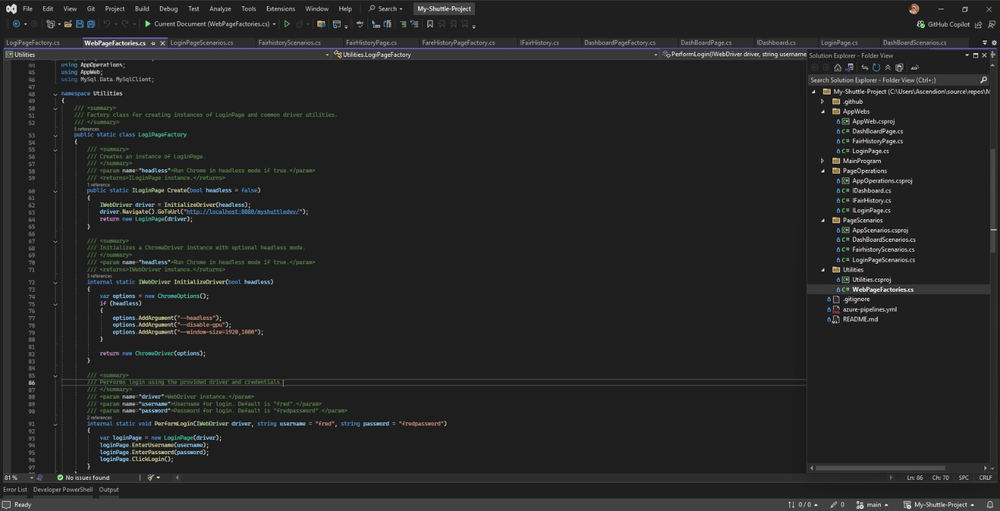 File Edit View Git Project Build Debug Test Analyze Tools Extensions Window Help Search My-Shuttle-Project
Current Document (WebPageFactories.cs) GitHub Copilot
LogiPageFactory.cs WebPageFactories.cs LoginPageScenarios.cs FairhistoryScenarios.cs FairHistoryPage.cs FareHistoryPageFactory.cs IFairHistory.cs DashboardPageFactory.cs DashBoardPage.cs IDashboard.cs LoginPage.cs DashBoardScenarios.cs
Utilities Utilities.LogiPageFactory PerformLogin(IWebDriver driver, string username
44 using AppOperations;
45 using AppWeb;
46 using MySql.Data.MySqlClient;
47
48 namespace Utilities
49 {
50 /// <summary>
51 /// Factory class for creating instances of LoginPage and common driver utilities.
52 /// </summary>
5 references
53 public static class LogiPageFactory
54 {
55 /// <summary>
56 /// Creates an instance of LoginPage.
57 /// </summary>
58 /// <param name="headless">Run Chrome in headless mode if true.</param>
59 /// <returns>ILoginPage instance.</returns>
1 reference
60 public static ILoginPage Create(bool headless = false)
61 {
62 IWebDriver driver = InitializeDriver(headless);
63 driver.Navigate().GoToUrl("http://localhost:8080/myshuttledev/");
64 return new LoginPage(driver);
65 }
66
67 /// <summary>
68 /// Initializes a ChromeDriver instance with optional headless mode.
69 /// </summary>
70 /// <param name="headless">Run Chrome in headless mode if true.</param>
71 /// <returns>IWebDriver instance.</returns>
3 references
72 internal static IWebDriver InitializeDriver(bool headless)
73 {
74 var options = new ChromeOptions();
75 if (headless)
76 {
77 options.AddArgument("--headless");
78 options.AddArgument("--disable-gpu");
79 options.AddArgument("--window-size=1920,1080");
80 }
81
82 return new ChromeDriver(options);
83 }
84
85 /// <summary>
86 /// Performs login using the provided driver and credentials.
87 /// </summary>
88 /// <param name="driver">WebDriver instance.</param>
89 /// <param name="username">Username for login. Default is "fred".</param>
90 /// <param name="password">Password for login. Default is "fredpassword".</param>
2 references
91 internal static void PerformLogin(IWebDriver driver, string username = "fred", string password = "fredpassword")
92 {
93 var loginPage = new LoginPage(driver);
94 loginPage.EnterUsername(username);
95 loginPage.EnterPassword(password);
96 loginPage.ClickLogin();
97 }
Solution Explorer - Folder View
Search Solution Explorer - Folder View (Ctrl+;)
My-Shuttle-Project (C:\Users\Ascendion\source\repos\M
.github
AppWebs
C# AppWeb.csproj
C# DashBoardPage.cs
C# FairHistoryPage.cs
C# LoginPage.cs
MainProgram
PageOperations
C# AppOperations.csproj
C# IDashboard.cs
C# IFairHistory.cs
C# ILoginPage.cs
PageScenarios
C# AppScenarios.csproj
C# DashBoardScenarios.cs
C# FairhistoryScenarios.cs
C# LoginPageScenarios.cs
Utilities
C# Utilities.csproj
C# WebPageFactories.cs
.gitignore
YML azure-pipelines.yml
M↓ README.md
81 % No issues found Ln: 86 Ch: 70 SPC CRLF
Error List Developer PowerShell Output
Ready 0 / 0 0 main My-Shuttle-Project